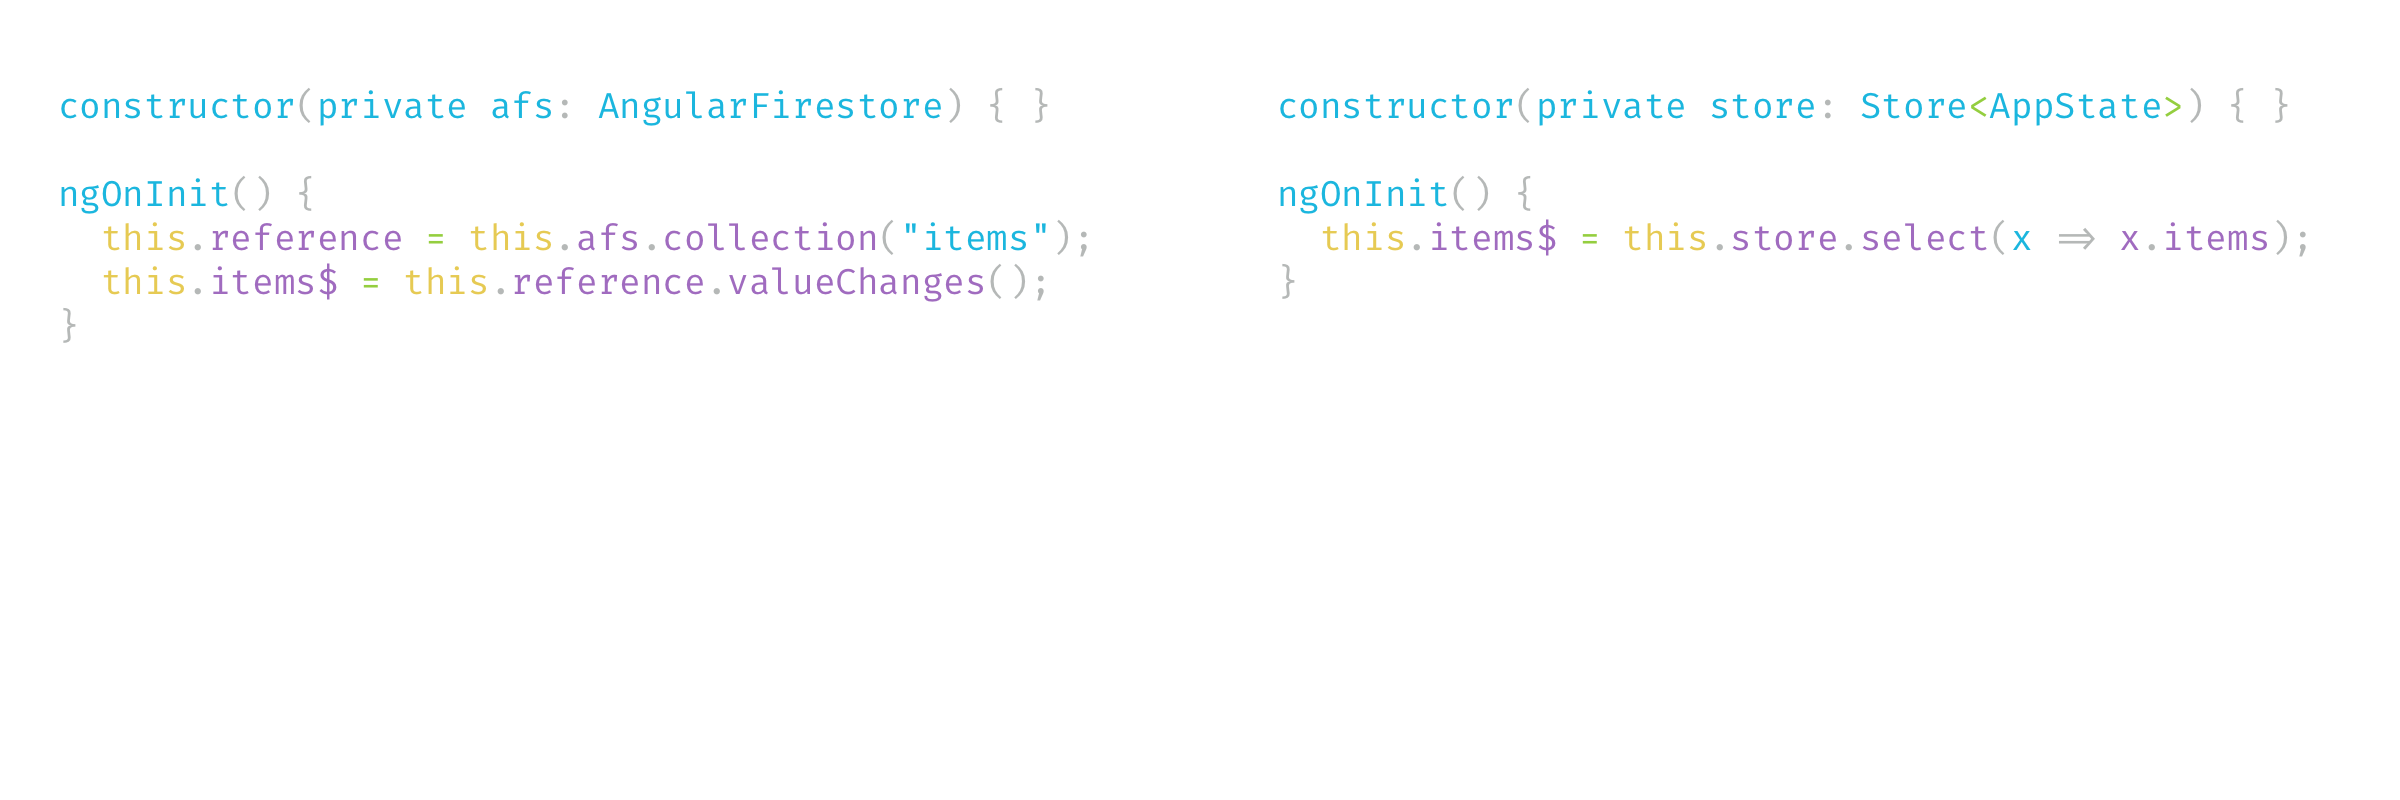 constructor(private afs: AngularFirestore) { }
ngOnInit() {
  this.reference = this.afs.collection("items");
  this.items$ = this.reference.valueChanges();
}
constructor(private store: Store<AppState>) { }
ngOnInit() {
  this.items$ = this.store.select(x => x.items);
}